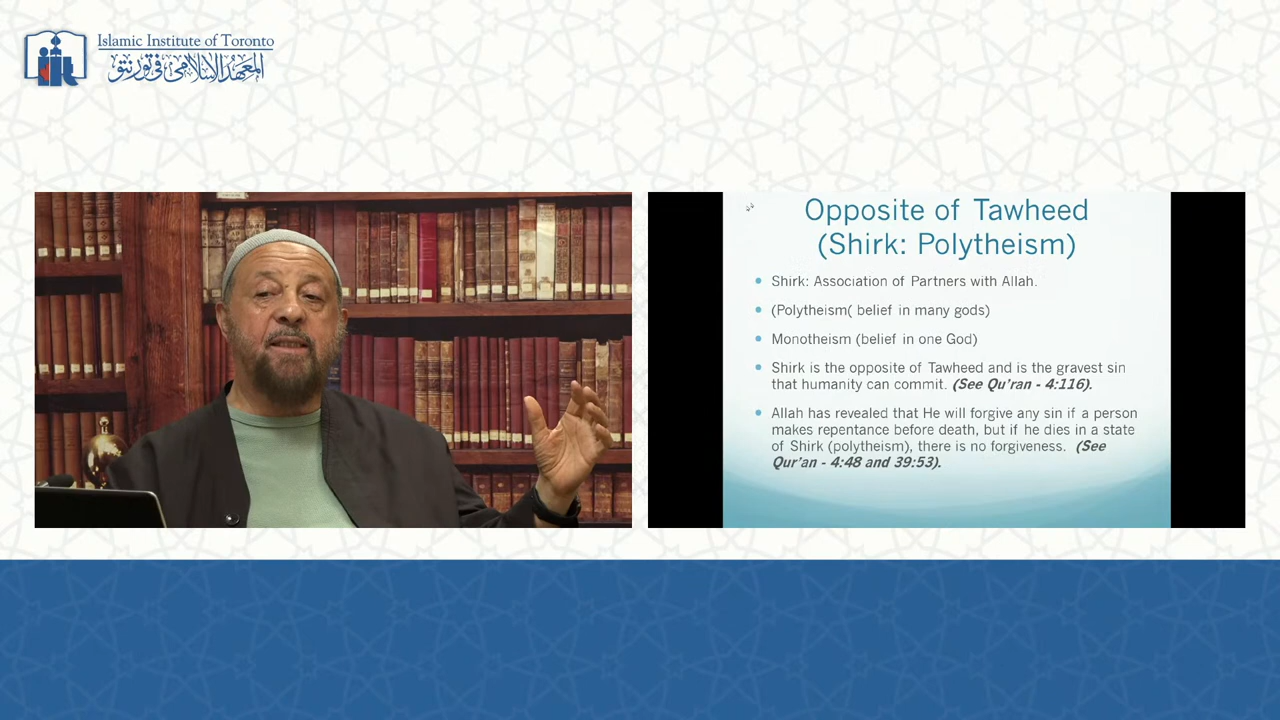 Islamic Institute of Toronto
المعهد الإسلامي في تورنتو
iit
Opposite of Tawheed
(Shirk: Polytheism)
• Shirk: Association of Partners with Allah.
• (Polytheism( belief in many gods)
• Monotheism (belief in one God)
• Shirk is the opposite of Tawheed and is the gravest sin
that humanity can commit. (See Qu'ran - 4:116).
• Allah has revealed that He will forgive any sin if a person
makes repentance before death, but if he dies in a state
of Shirk (polytheism), there is no forgiveness. (See
Qur'an - 4:48 and 39:53).